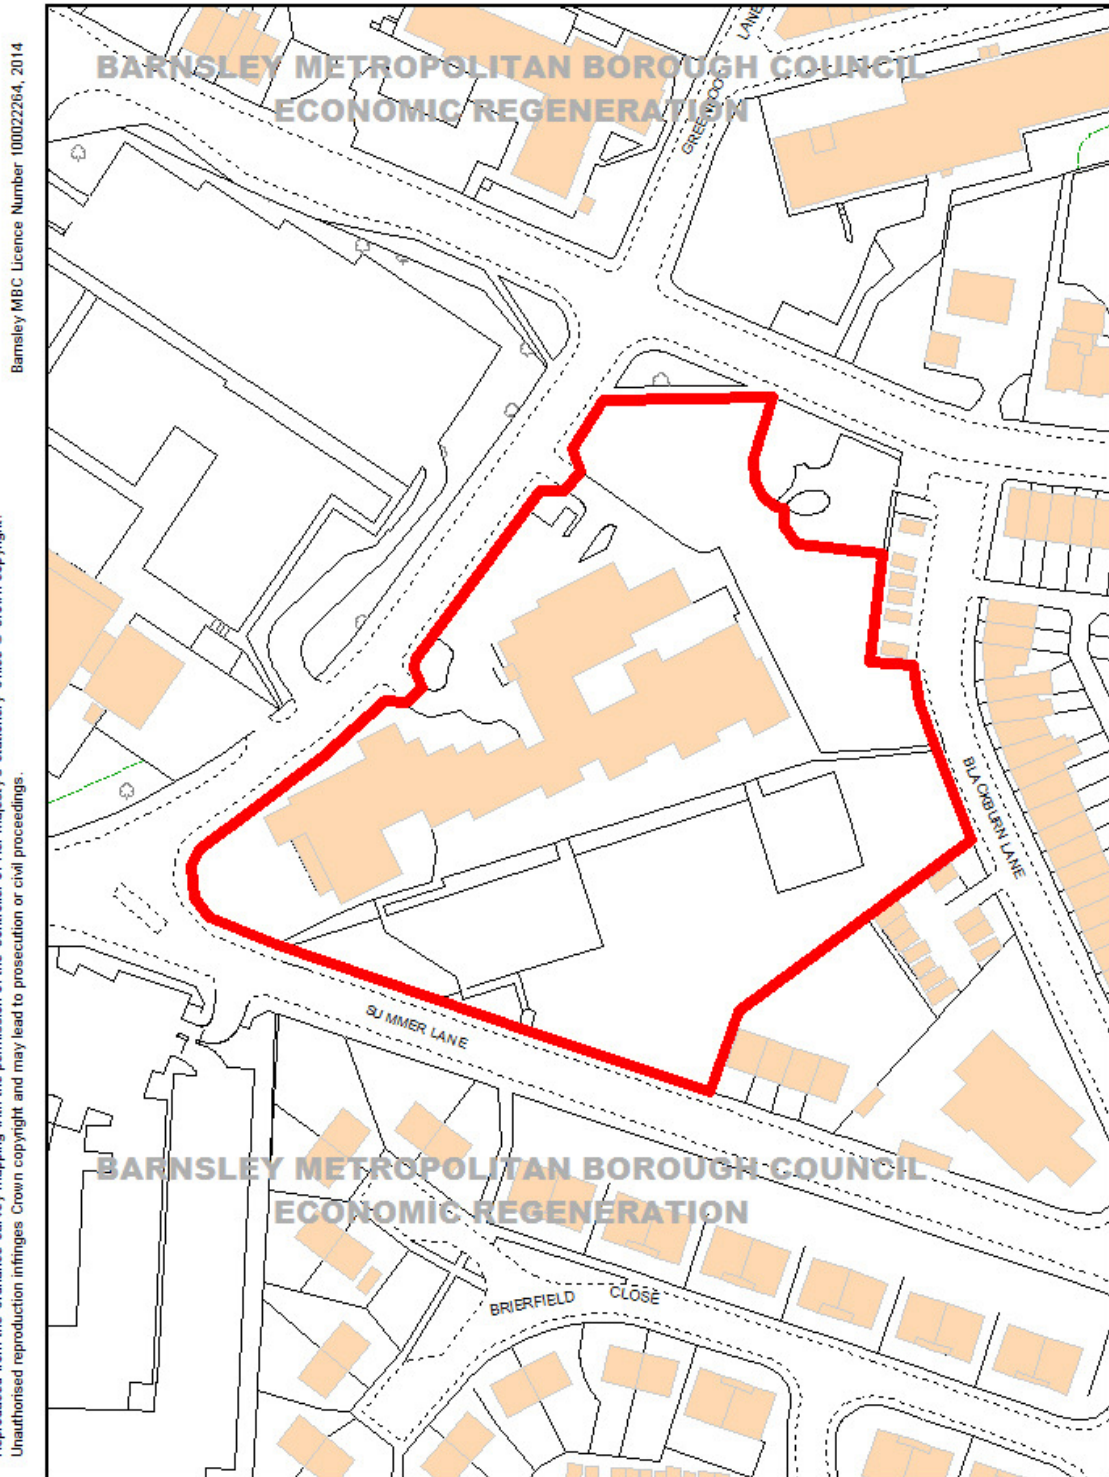 BARNSLEY METROPOLITAN BOROUGH COUNCIL
ECONOMIC REGENERATION
LANE
SUMMER LANE
BLACKBURN LANE
BARNSLEY METROPOLITAN BOROUGH COUNCIL
ECONOMIC REGENERATION
BRIERFIELD CLOSE
Barnsley MBC Licence Number 100022264, 2014
Unauthorised reproduction infringes Crown copyright and may lead to prosecution or civil proceedings.